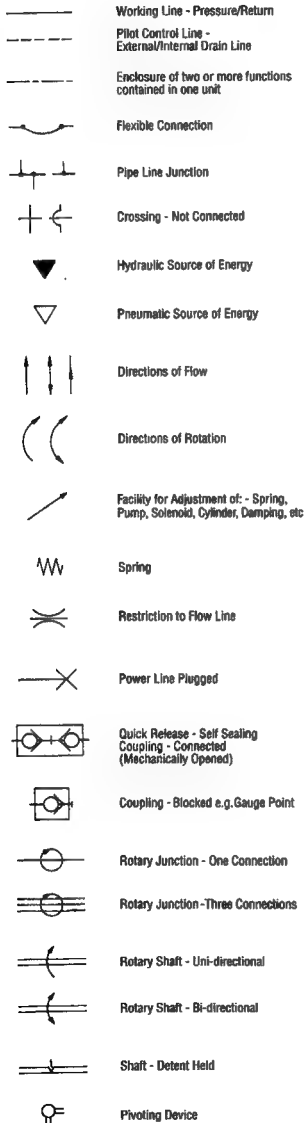 Working Line - Pressure/Return
Pilot Control Line -
External/Internal Drain Line
Enclosure of two or more functions
contained in one unit
Flexible Connection
Pipe Line Junction
Crossing - Not Connected
Hydraulic Source of Energy
Pneumatic Source of Energy
Directions of Flow
Directions of Rotation
Facility for Adjustment of: - Spring,
Pump, Solenoid, Cylinder, Damping, etc
Spring
Restriction to Flow Line
Power Line Plugged
Quick Release - Self Sealing
Coupling - Connected
(Mechanically Opened)
Coupling - Blocked e.g.Gauge Point
Rotary Junction - One Connection
Rotary Junction-Three Connections
Rotary Shaft - Uni-directional
Rotary Shaft - Bi-directional
Shaft - Detent Held
Pivoting Device